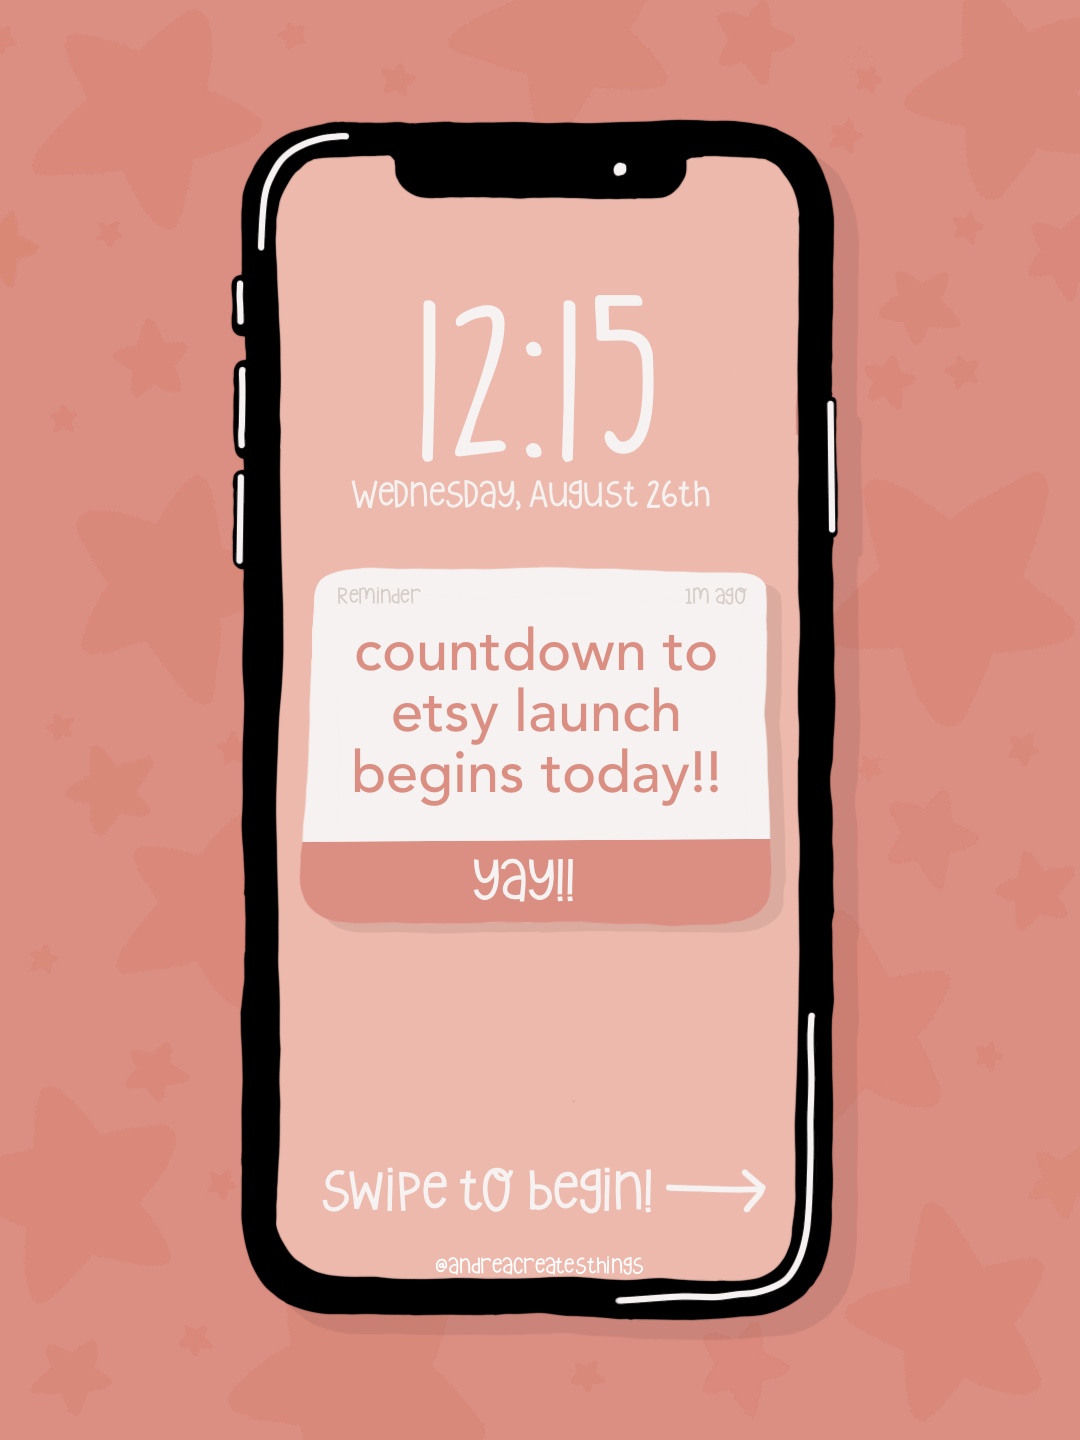 12:15
Wednesday, August 26th
Reminder 1m ago
countdown to
etsy launch
begins today!!
yay!!
swipe to begin!
@andreacreatesthings